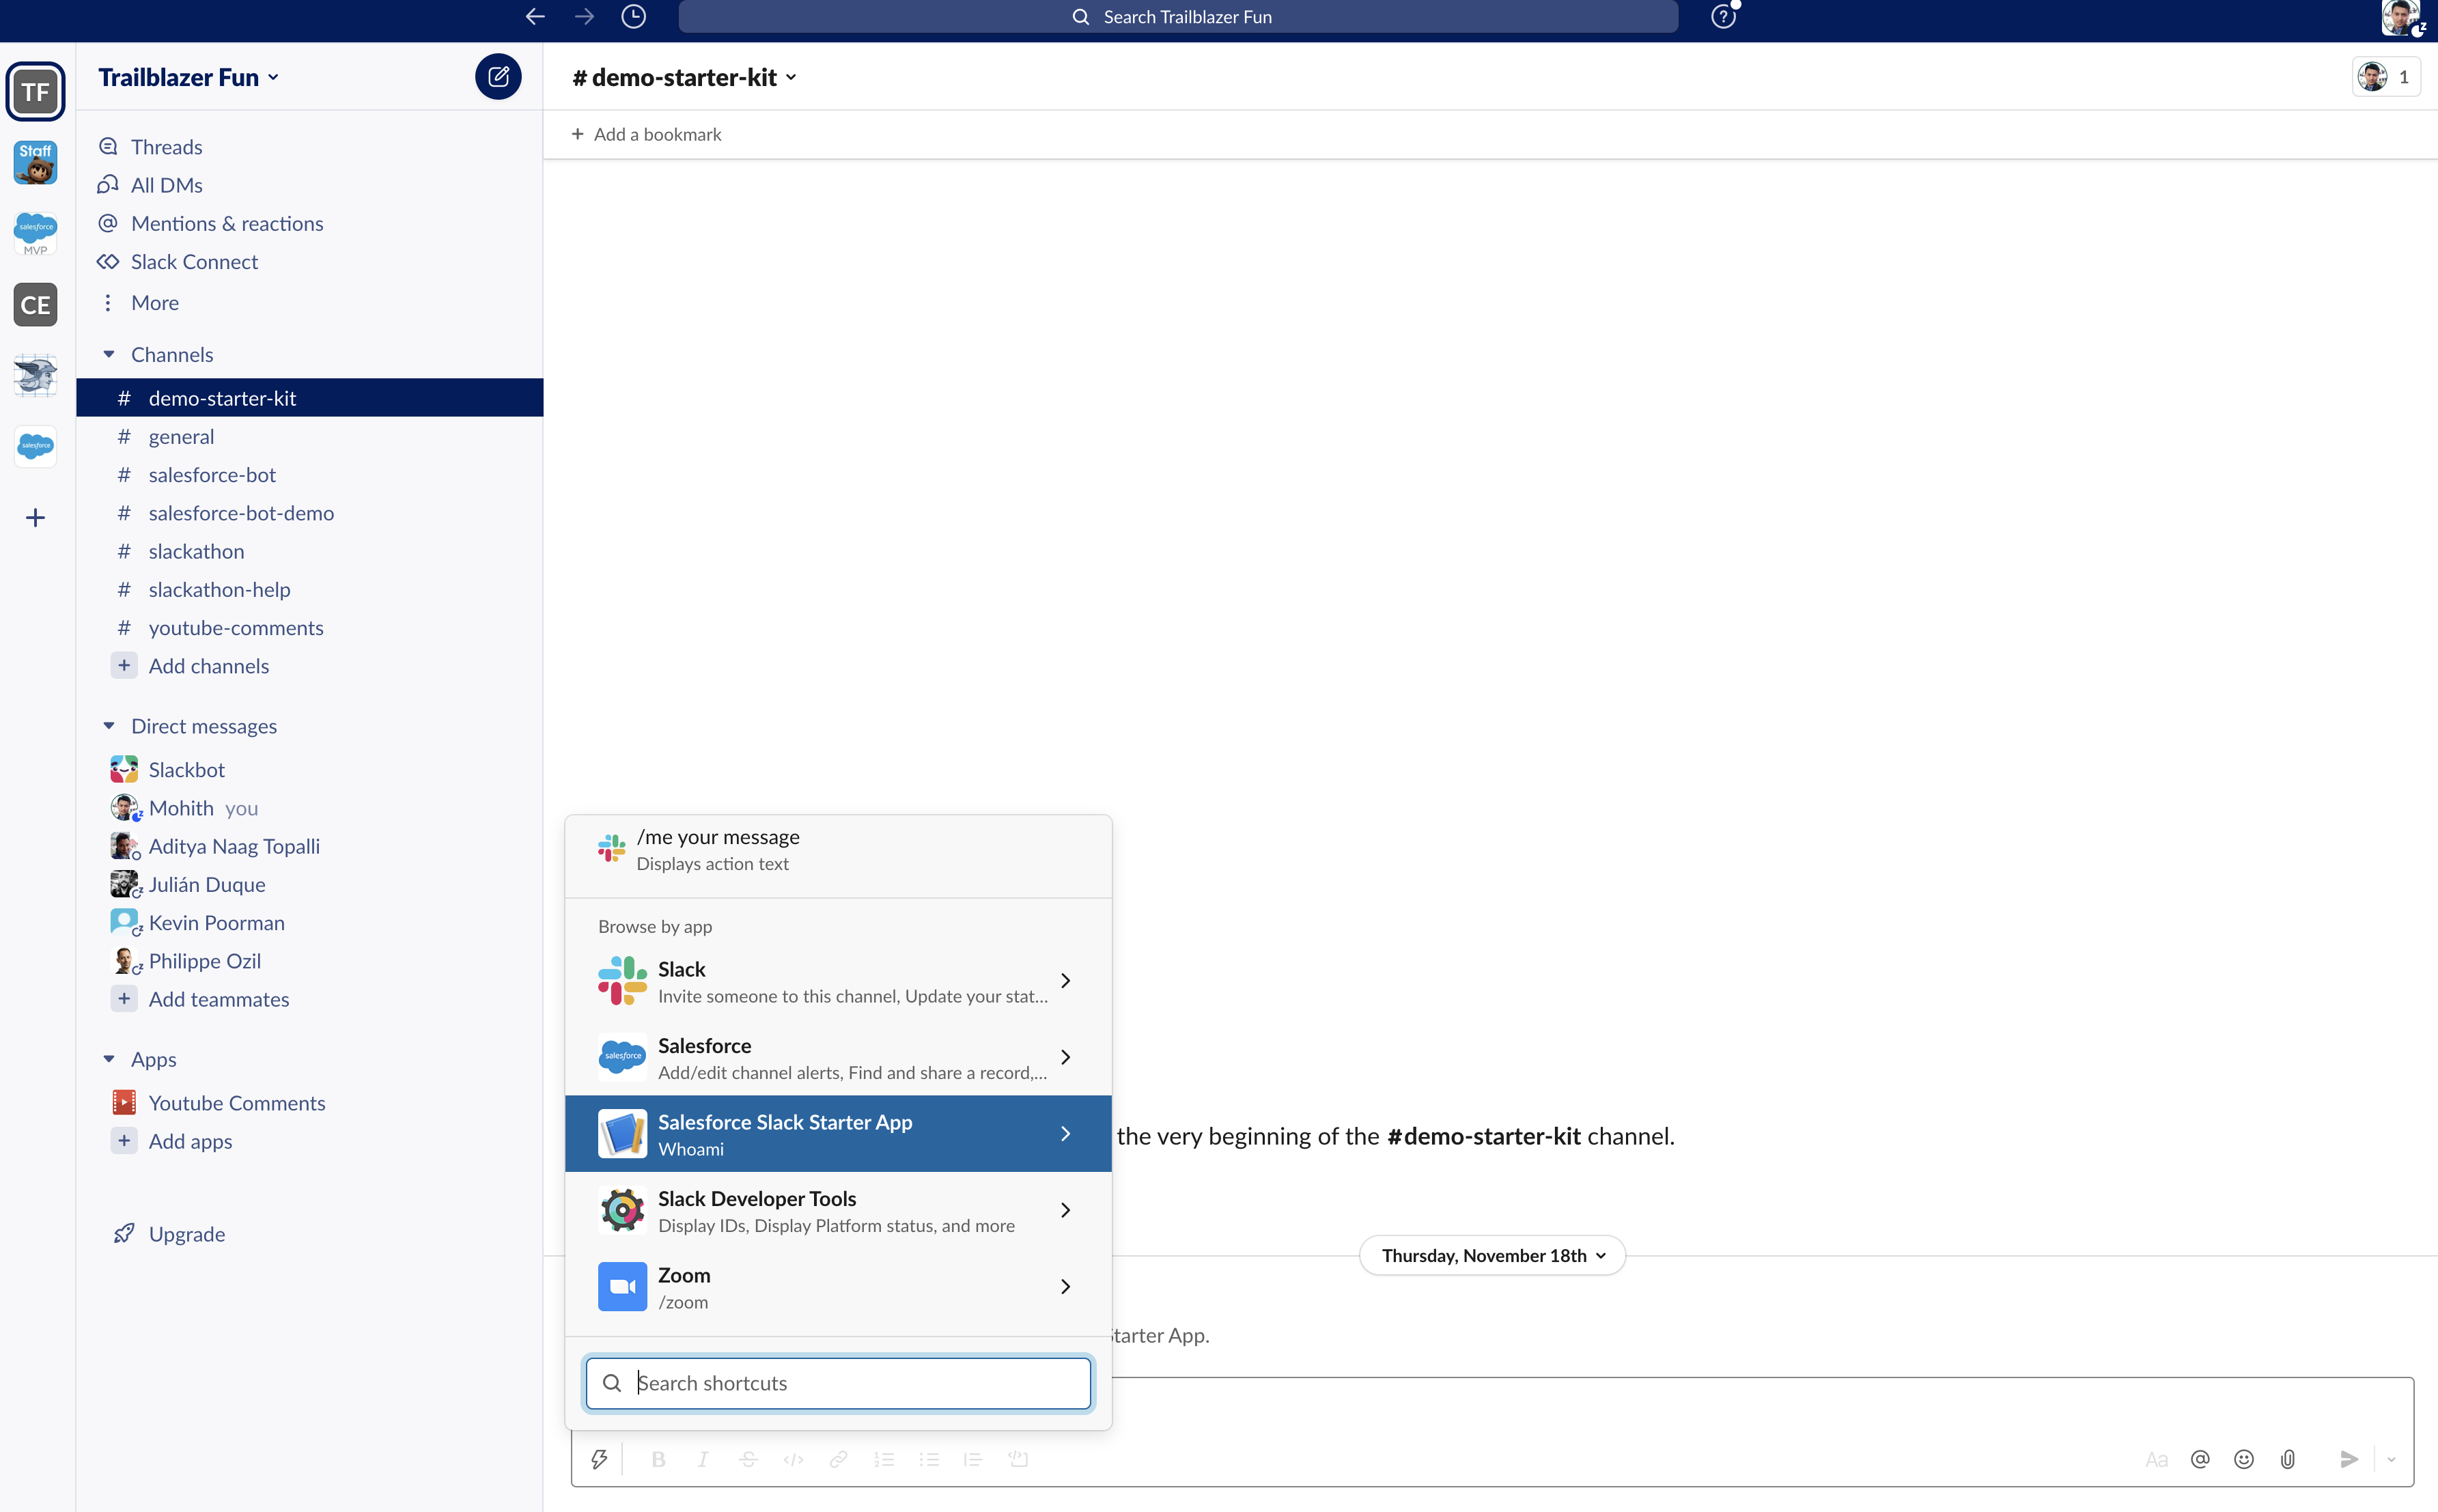 Search Trailblazer Fun
TF
Staff
salesforce
MVP
CE
salesforce
Trailblazer Fun
Threads
All DMs
Mentions & reactions
Slack Connect
More
Channels
# demo-starter-kit
# general
# salesforce-bot
# salesforce-bot-demo
# slackathon
# slackathon-help
# youtube-comments
+ Add channels
Direct messages
Slackbot
Mohith you
Aditya Naag Topalli
Julián Duque
Kevin Poorman
Philippe Ozil
+ Add teammates
Apps
Youtube Comments
+ Add apps
Upgrade
# demo-starter-kit
1
+ Add a bookmark
/me your message
Displays action text
Browse by app
Slack
Invite someone to this channel, Update your stat...
salesforce
Salesforce
Add/edit channel alerts, Find and share a record,...
Salesforce Slack Starter App
Whoami
Slack Developer Tools
Display IDs, Display Platform status, and more
Zoom
/zoom
Search shortcuts
the very beginning of the #demo-starter-kit channel.
Thursday, November 18th
Starter App.
B I S </> Aa @